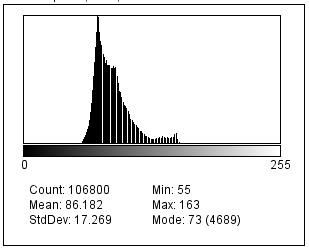 0 255
Count: 106800 Min: 55
Mean: 86.182 Max: 163
StdDev: 17.269 Mode: 73 (4689)